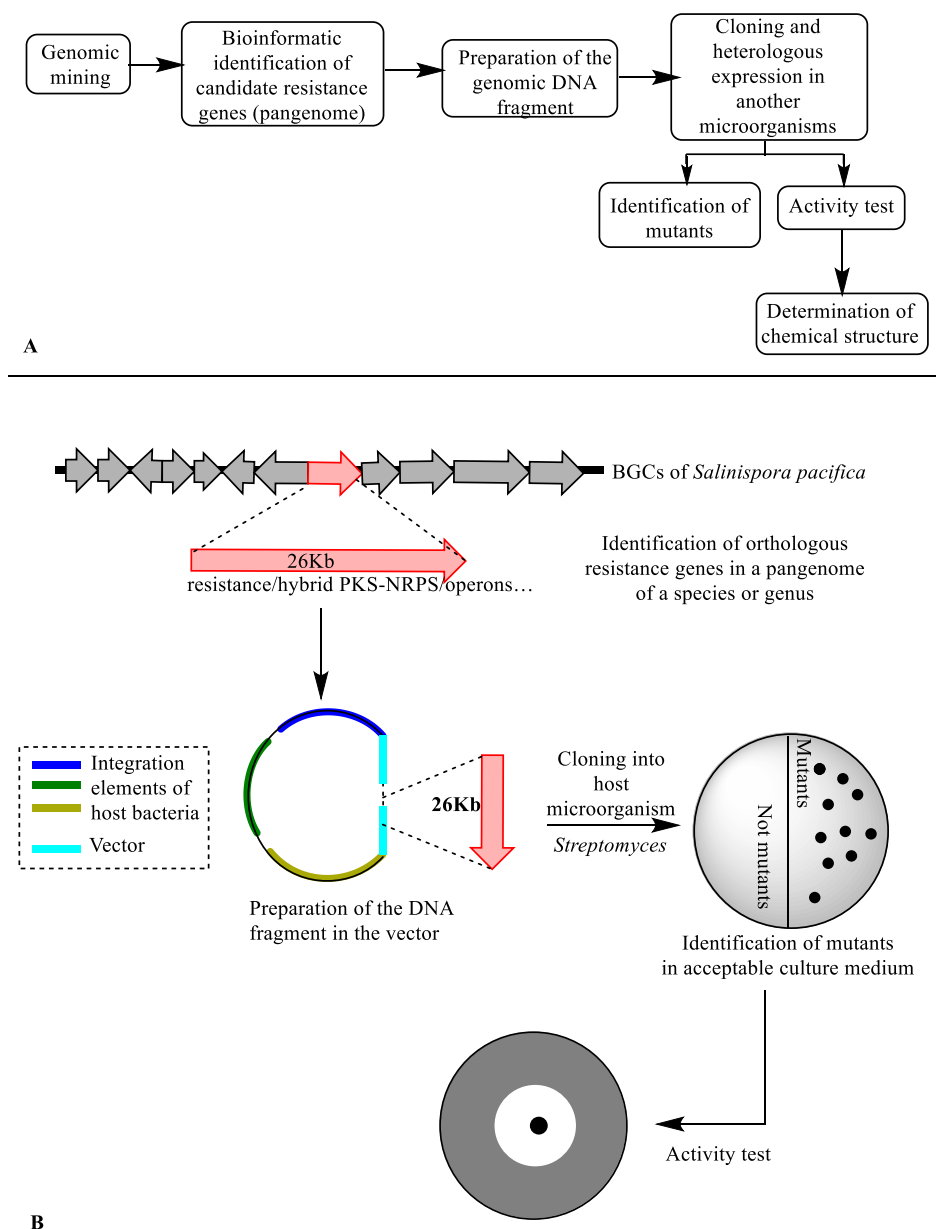 Genomic
mining
Bioinformatic
identification of
candidate resistance
genes (pangenome)
Preparation of the
genomic DNA
fragment
Cloning and
heterologous
expression in
another
microorganisms
Identification of
mutants
Activity test
Determination of
chemical structure
A
BGCs of Salinispora pacifica
26Kb
resistance/hybrid PKS-NRPS/operons…
Identification of orthologous
resistance genes in a pangenome
of a species or genus
Integration
elements of
host bacteria
Vector
26Kb
Preparation of the DNA
fragment in the vector
Cloning into
host
microorganism
Streptomyces
Mutants
Not mutants
Identification of mutants
in acceptable culture medium
Activity test
B